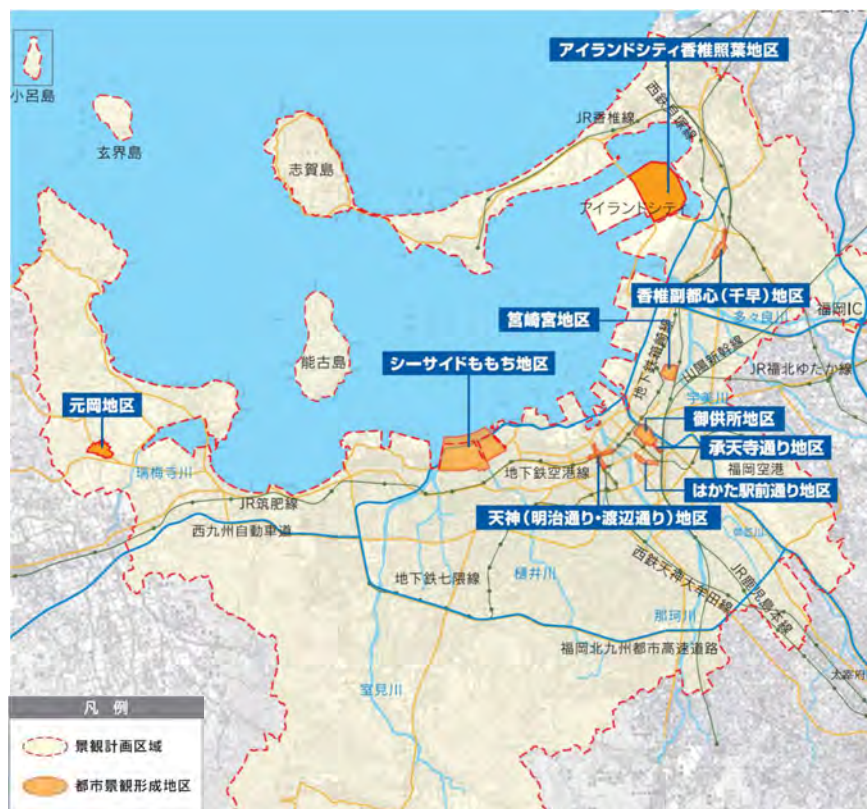 アイランドシティ香椎照葉地区
小呂島
西鉄貝塚線
JR香椎線
玄界島
志賀島
アイランドシティ
香椎副都心(千早)地区
福岡IC
多々良川
筥崎宮地区
地下鉄箱崎線
山陽新幹線
能古島
シーサイドももち地区
JR福北ゆたか線
宇美川
元岡地区
御供所地区
承天寺通り地区
瑞梅寺川
地下鉄空港線
福岡空港
はかた駅前通り地区
JR筑肥線
天神(明治通り・渡辺通り)地区
西九州自動車道
地下鉄七隈線
樋井川
西鉄天神大牟田線
JR鹿児島本線
那珂川
福岡北九州都市高速道路
太宰府
室見川
凡 例
景観計画区域
都市景観形成地区